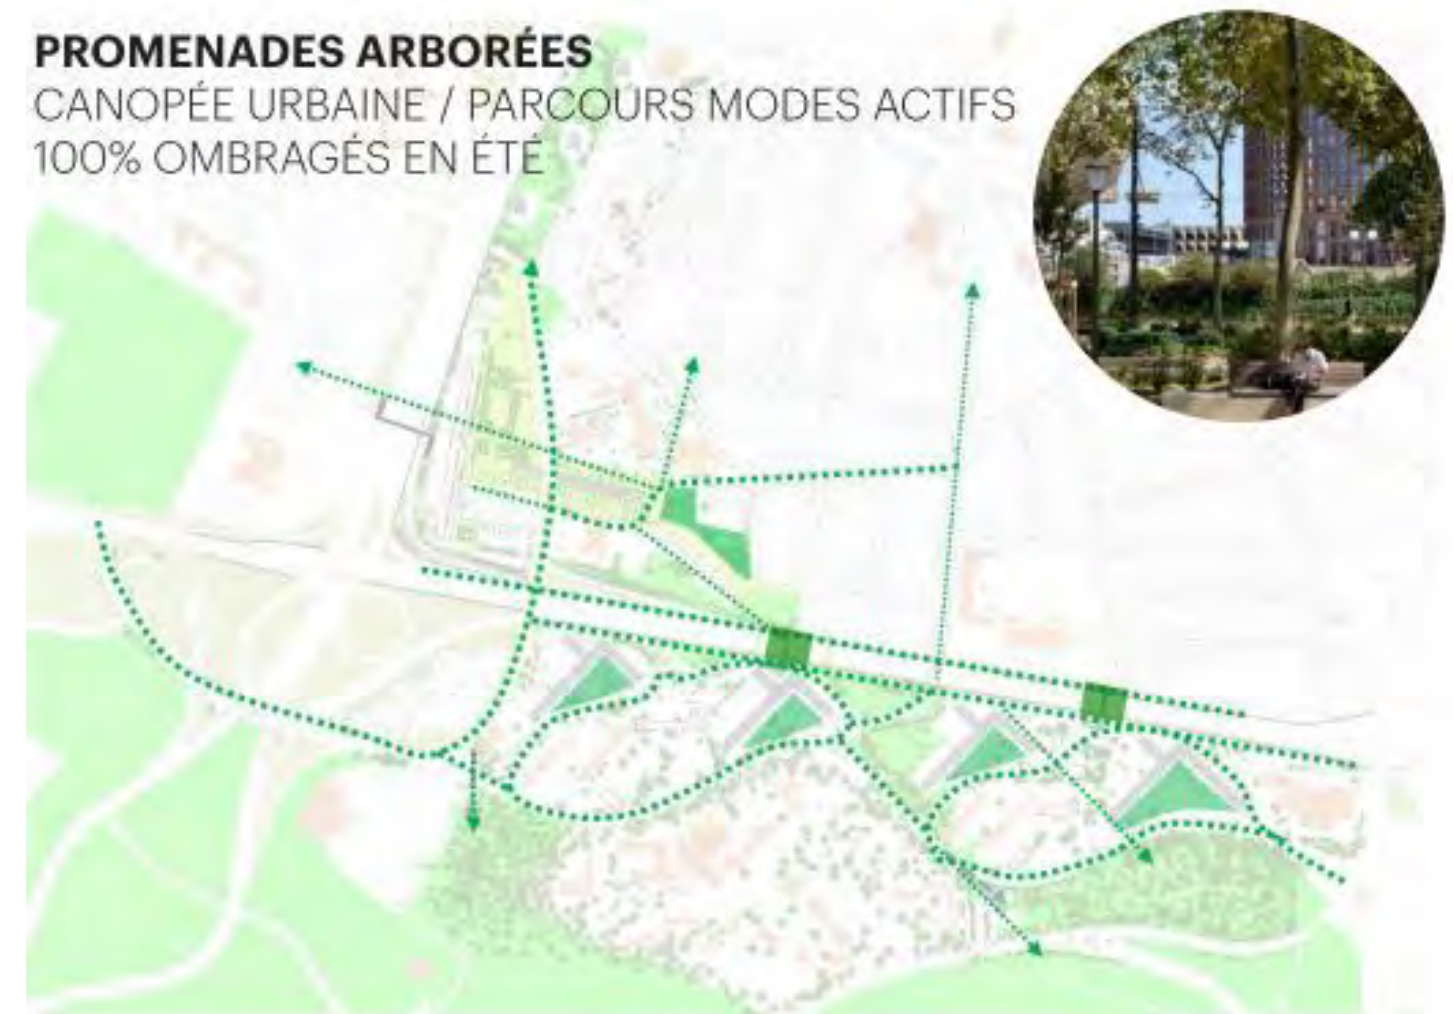 PROMENADES ARBORÉES
CANOPÉE URBAINE / PARCOURS MODES ACTIFS
100% OMBRAGÉS EN ÉTÉ